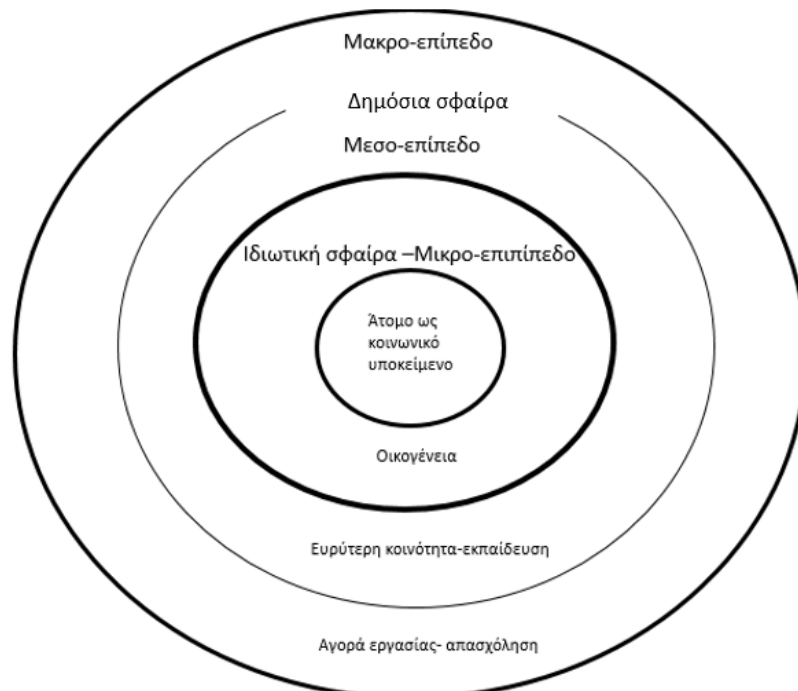 Μακρο-επίπεδο
Δημόσια σφαίρα
Μεσο-επίπεδο
Ιδιωτική σφαίρα –Μικρο-επιπίπεδο
Άτομο ως
κοινωνικό
υποκείμενο
Οικογένεια
Ευρύτερη κοινότητα-εκπαίδευση
Αγορά εργασίας- απασχόληση